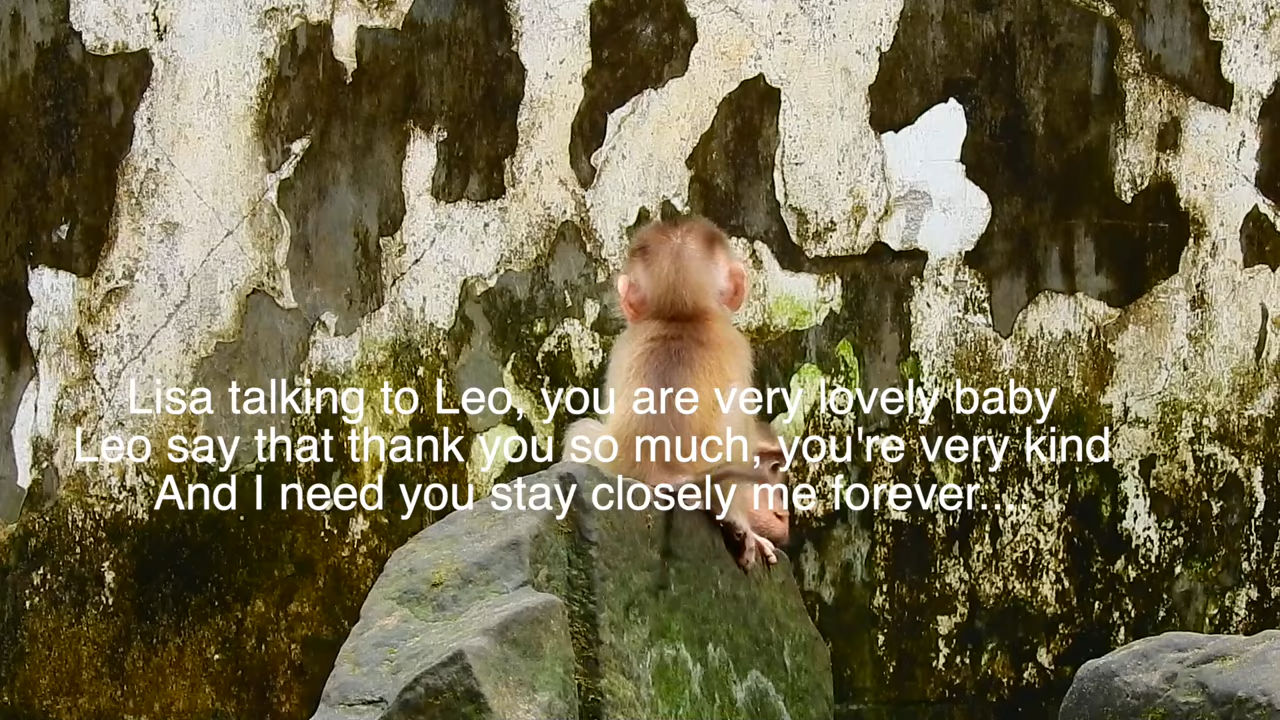 Lisa talking to Leo, you are very lovely baby
Leo say that thank you so much, you're very kind
And I need you stay closely me forever....